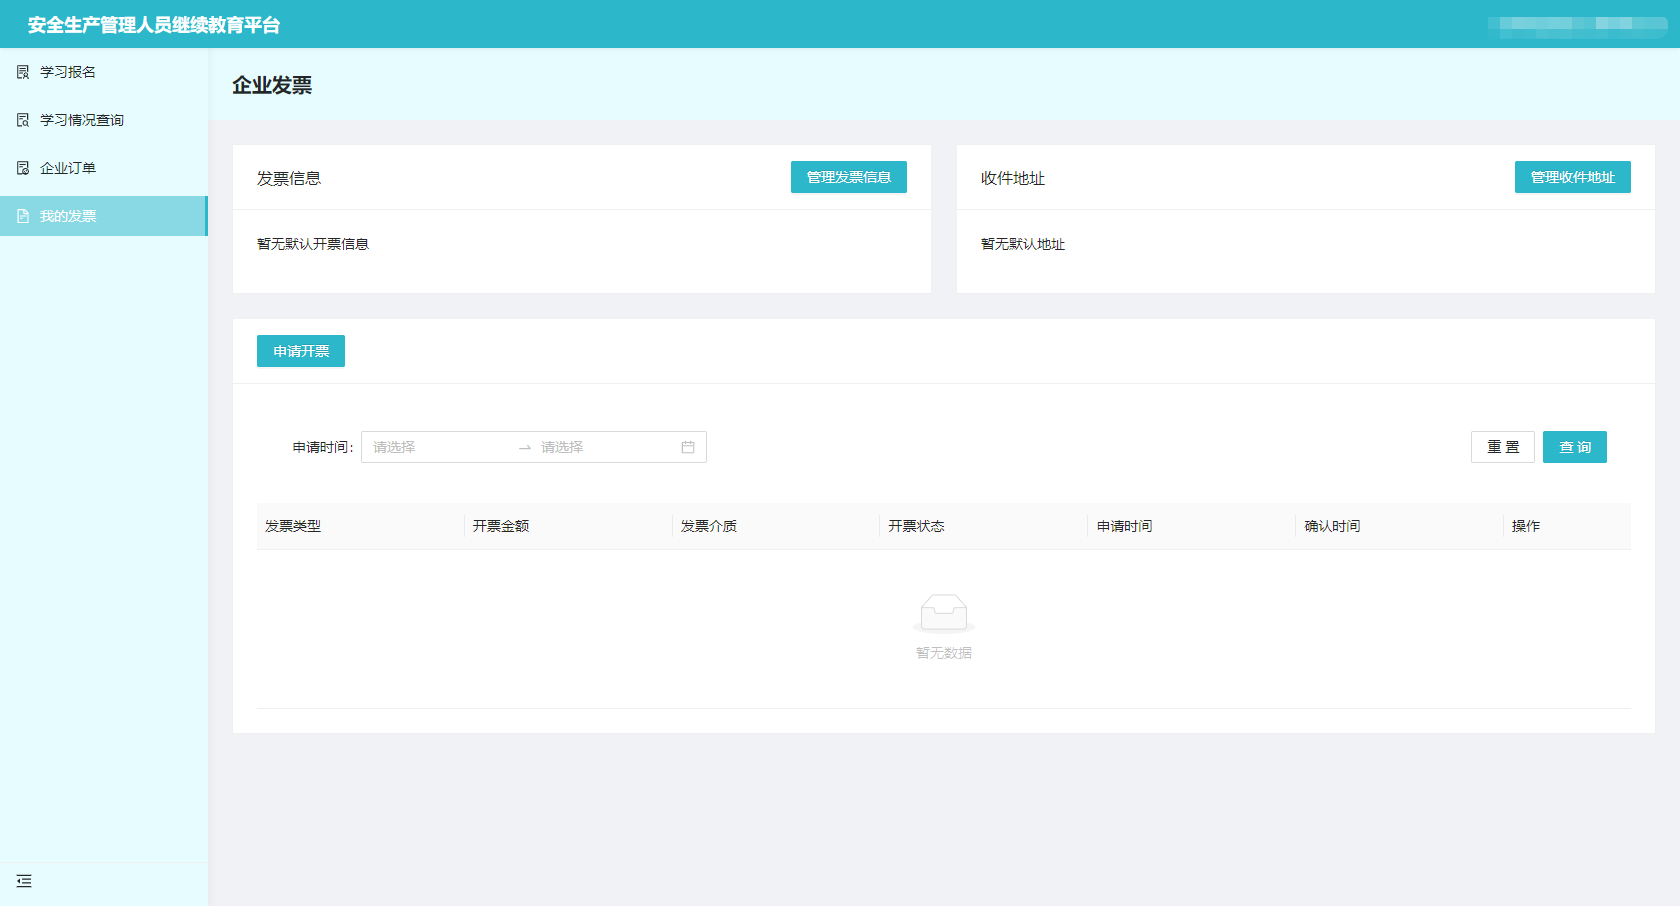 安全生产管理人员继续教育平台
学习报名
学习情况查询
企业订单
我的发票
企业发票
发票信息
管理发票信息
暂无默认开票信息
收件地址
管理收件地址
暂无默认地址
申请开票
申请时间: 请选择 → 请选择
重 置 查 询
发票类型 开票金额 发票介质 开票状态 申请时间 确认时间 操作
暂无数据